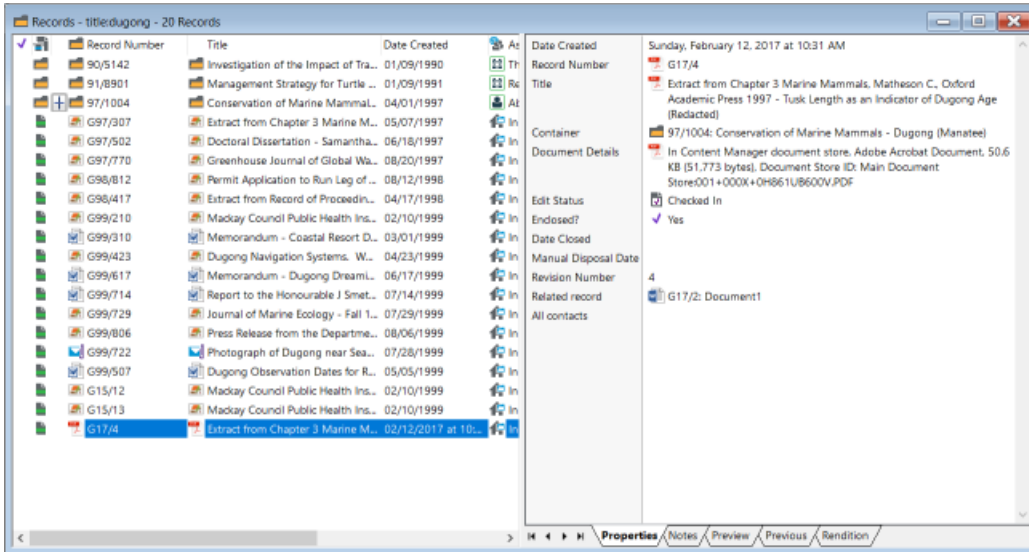 Records - title:dugong - 20 Records
Record Number Title Date Created As
90/5142 Investigation of the Impact of Tra... 01/09/1990 Th
91/8901 Management Strategy for Turtle ... 01/09/1991 Re
97/1004 Conservation of Marine Mammal... 04/01/1997 At
G97/307 Extract from Chapter 3 Marine M... 05/07/1997 In
G97/502 Doctoral Dissertation - Samantha... 06/18/1997 In
G97/770 Greenhouse Journal of Global Wa... 08/20/1997 In
G98/812 Permit Application to Run Leg of ... 08/12/1998 In
G98/417 Extract from Record of Proceedin... 04/17/1998 In
G99/210 Mackay Council Public Health Ins... 02/10/1999 In
G99/310 Memorandum - Coastal Resort D... 03/01/1999 In
G99/423 Dugong Navigation Systems. W... 04/23/1999 In
G99/617 Memorandum - Dugong Dreami... 06/17/1999 In
G99/714 Report to the Honourable J Smet... 07/14/1999 In
G99/729 Journal of Marine Ecology - Fall 1... 07/29/1999 In
G99/806 Press Release from the Departme... 08/06/1999 In
G99/722 Photograph of Dugong near Sea... 07/28/1999 In
G99/507 Dugong Observation Dates for R... 05/05/1999 In
G15/12 Mackay Council Public Health Ins... 02/10/1999 In
G15/13 Mackay Council Public Health Ins... 02/10/1999 In
G17/4 Extract from Chapter 3 Marine M... 02/12/2017 at 10:... In
Date Created Sunday, February 12, 2017 at 10:31 AM
Record Number G17/4
Title Extract from Chapter 3 Marine Mammals, Matheson C., Oxford
Academic Press 1997 - Tusk Length as an Indicator of Dugong Age
(Redacted)
Container 97/1004: Conservation of Marine Mammals - Dugong (Manatee)
Document Details In Content Manager document store, Adobe Acrobat Document, 50.6
KB (51,773 bytes), Document Store ID: Main Document
Store:001+000X+0H861UB600V.PDF
Edit Status Checked In
Enclosed? Yes
Date Closed
Manual Disposal Date
Revision Number 4
Related record G17/2: Document1
All contacts
Properties Notes Preview Previous Rendition